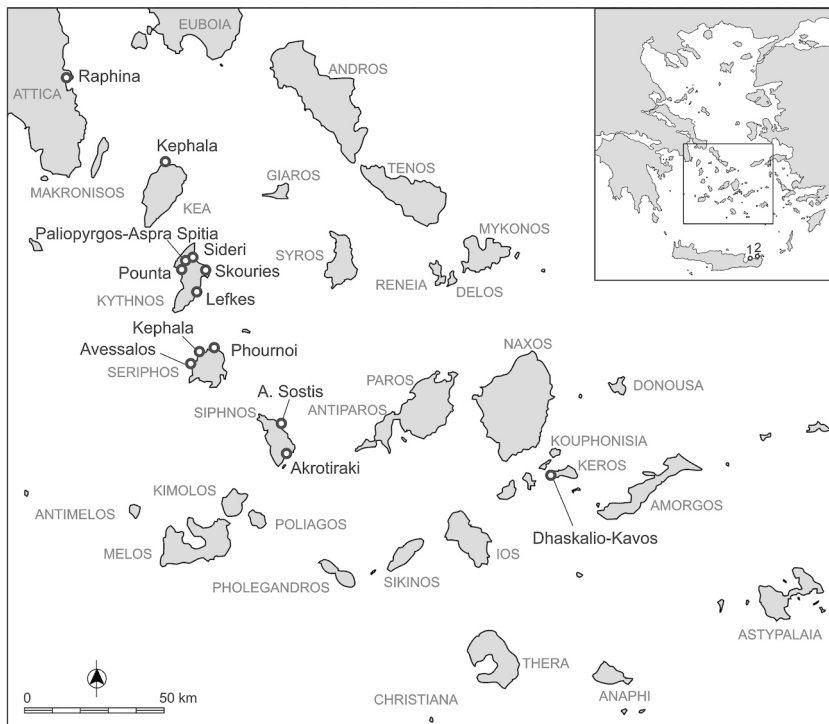 EUBOIA
ANDROS
Raphina
ATTICA
Kephala
MAKRONISOS
KEA
GIAROS
TENOS
12
Paliopyrgos-Aspra Spitia
Sideri
SYROS
MYKONOS
Pounta
Skouries
RENEIA
DELOS
KYTHNOS
Lefkes
Kephala
Avessalos
Phournoi
SERIPHOS
NAXOS
PAROS
DONOUSA
A. Sostis
SIPHNOS
ANTIPAROS
KOUPHONISIA
Akrotiraki
KEROS
KIMOLOS
AMORGOS
ANTIMELOS
POLIAGOS
Dhaskalio-Kavos
MELOS
IOS
PHOLEGANDROS
SIKINOS
ASTYPALAIA
THERA
CHRISTIANA
ANAPHI
0
50 km